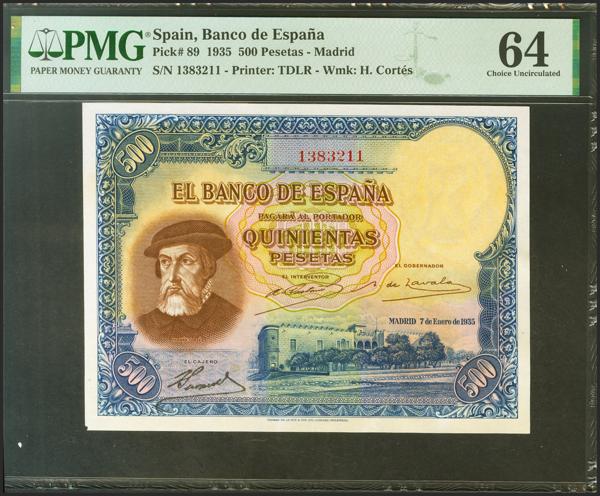 PMG®
PAPER MONEY GUARANTY
Spain, Banco de España
Pick# 89 1935 500 Pesetas - Madrid
S/N 1383211 - Printer: TDLR - Wmk: H. Cortés
64
Choice Uncirculated
500
1383211
EL BANCO DE ESPAÑA
PAGARÁ AL PORTADOR
QUINIENTAS
PESETAS
EL INTERVENTOR
EL GOBERNADOR
de Zavala
MADRID 7 de Enero de 1935
EL CAJERO
500
500